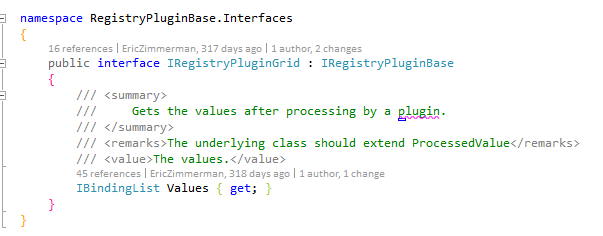 namespace RegistryPluginBase.Interfaces
{
16 references | EricZimmerman, 317 days ago | 1 author, 2 changes
public interface IRegistryPluginGrid : IRegistryPluginBase
{
/// <summary>
///     Gets the values after processing by a plugin.
/// </summary>
/// <remarks>The underlying class should extend ProcessedValue</remarks>
/// <value>The values.</value>
45 references | EricZimmerman, 318 days ago | 1 author, 1 change
IBindingList Values { get; }
}
}